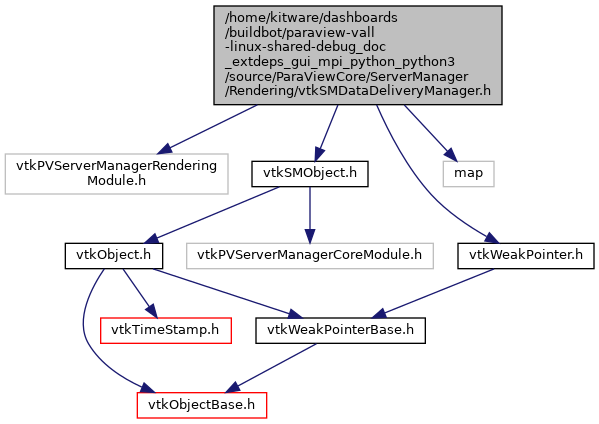 /home/kitware/dashboards
/buildbot/paraview-vall
-linux-shared-debug_doc
_extdeps_gui_mpi_python_python3
/source/ParaViewCore/ServerManager
/Rendering/vtkSMDataDeliveryManager.h
vtkPVServerManagerRendering
Module.h
vtkSMObject.h
map
vtkObject.h
vtkPVServerManagerCoreModule.h
vtkWeakPointer.h
vtkTimeStamp.h
vtkWeakPointerBase.h
vtkObjectBase.h